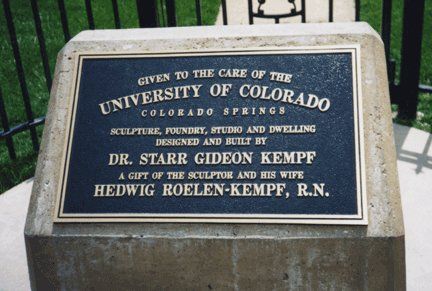 GIVEN TO THE CARE OF THE
UNIVERSITY OF COLORADO
COLORADO SPRINGS
SCULPTURE, FOUNDRY, STUDIO AND DWELLING
DESIGNED AND BUILT BY
DR. STARR GIDEON KEMPF
A GIFT OF THE SCULPTOR AND HIS WIFE
HEDWIG ROELEN-KEMPF, R.N.